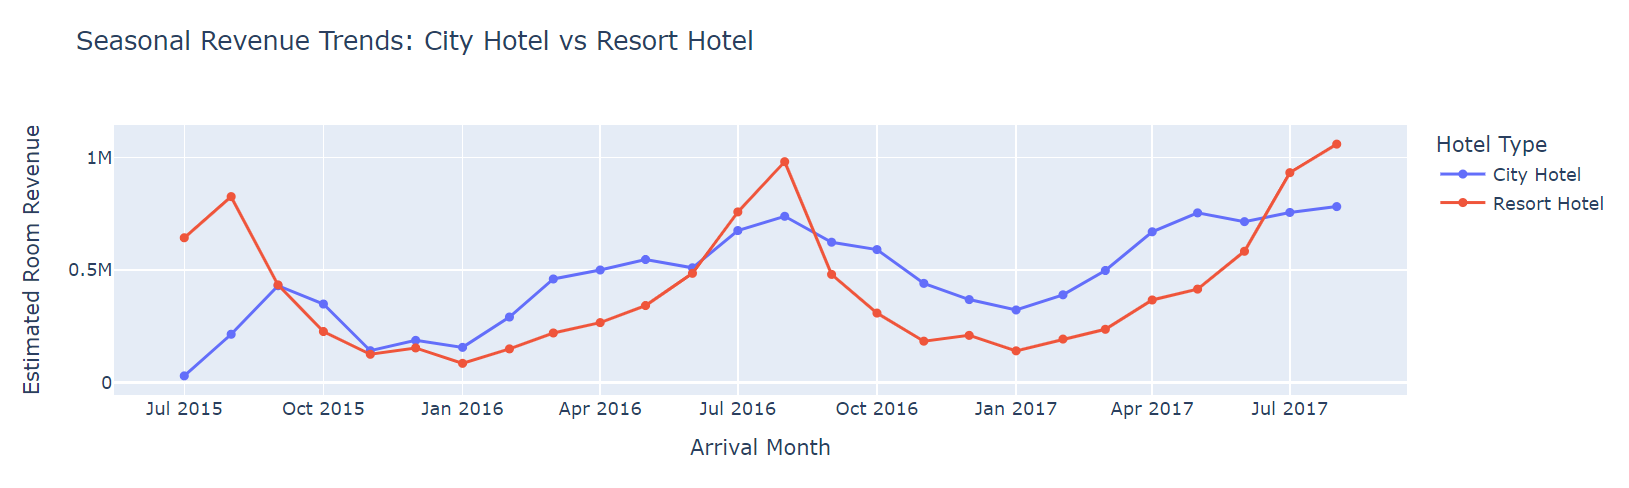 Seasonal Revenue Trends: City Hotel vs Resort Hotel
Estimated Room Revenue
1M
0.5M
0
Jul 2015 Oct 2015 Jan 2016 Apr 2016 Jul 2016 Oct 2016 Jan 2017 Apr 2017 Jul 2017
Arrival Month
Hotel Type
City Hotel
Resort Hotel